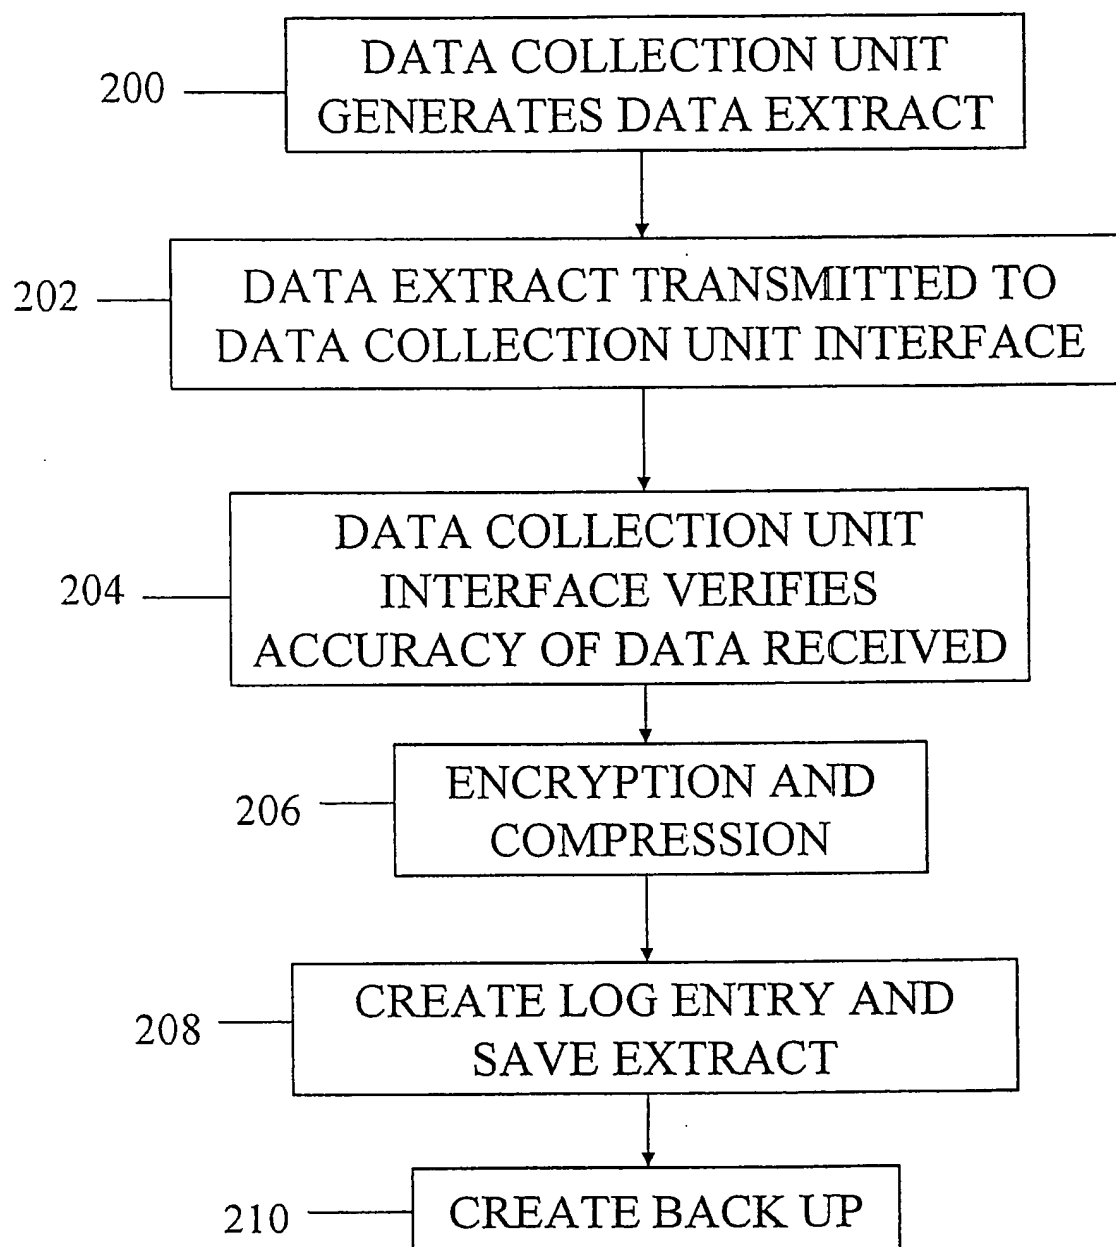 200
DATA COLLECTION UNIT
GENERATES DATA EXTRACT
202
DATA EXTRACT TRANSMITTED TO
DATA COLLECTION UNIT INTERFACE
204
DATA COLLECTION UNIT
INTERFACE VERIFIES
ACCURACY OF DATA RECEIVED
206
ENCRYPTION AND
COMPRESSION
208
CREATE LOG ENTRY AND
SAVE EXTRACT
210
CREATE BACK UP